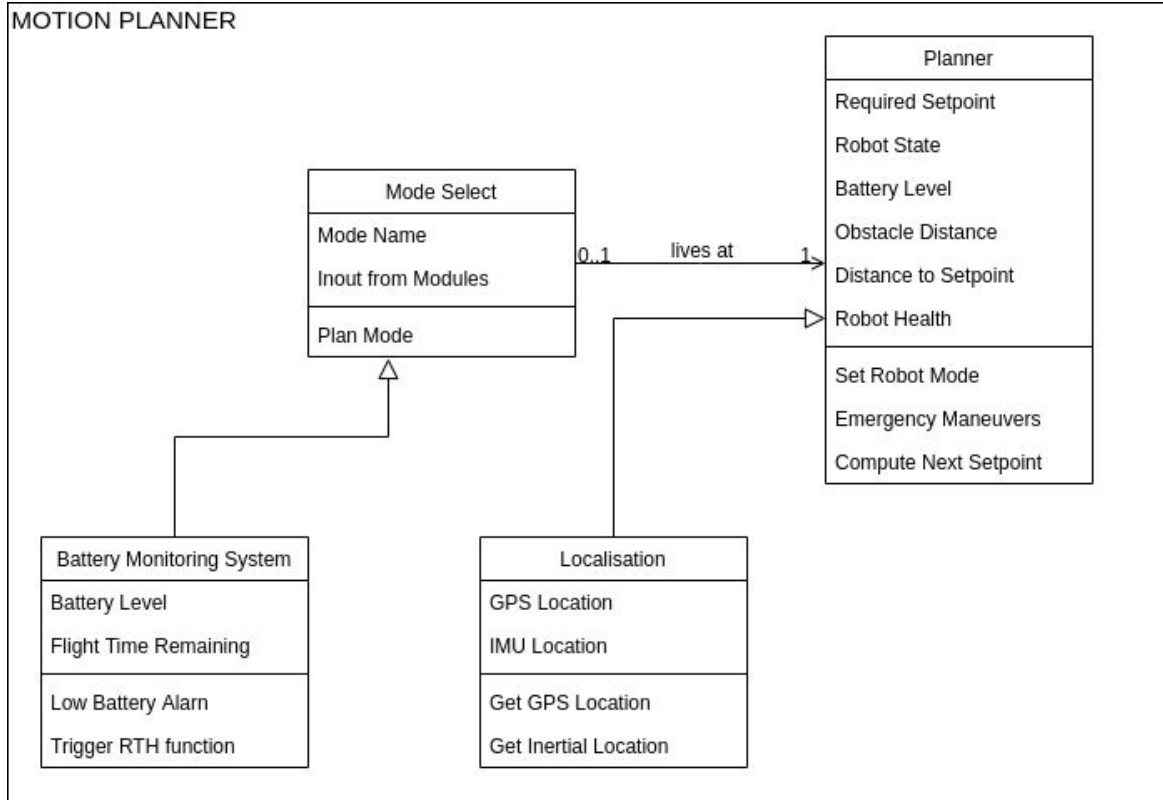 MOTION PLANNER
Planner
Required Setpoint
Robot State
Battery Level
Obstacle Distance
Distance to Setpoint
Robot Health
Set Robot Mode
Emergency Maneuvers
Compute Next Setpoint
Mode Select
Mode Name
Inout from Modules
Plan Mode
0..1 lives at 1
Battery Monitoring System
Battery Level
Flight Time Remaining
Low Battery Alarn
Trigger RTH function
Localisation
GPS Location
IMU Location
Get GPS Location
Get Inertial Location